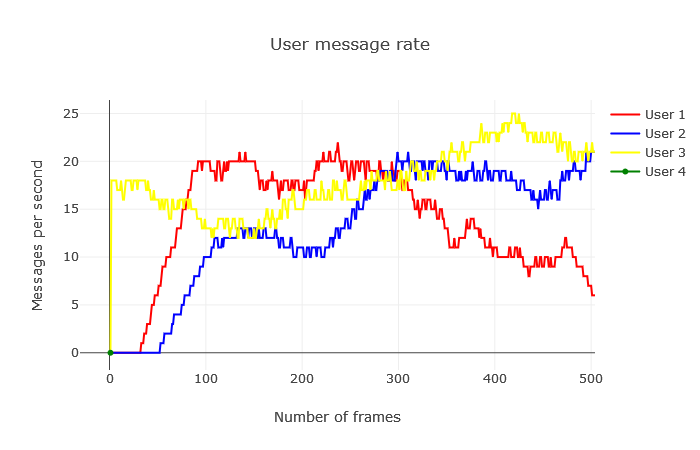 User message rate
Messages per second
25
20
15
10
5
0
0 100 200 300 400 500
Number of frames
User 1
User 2
User 3
User 4